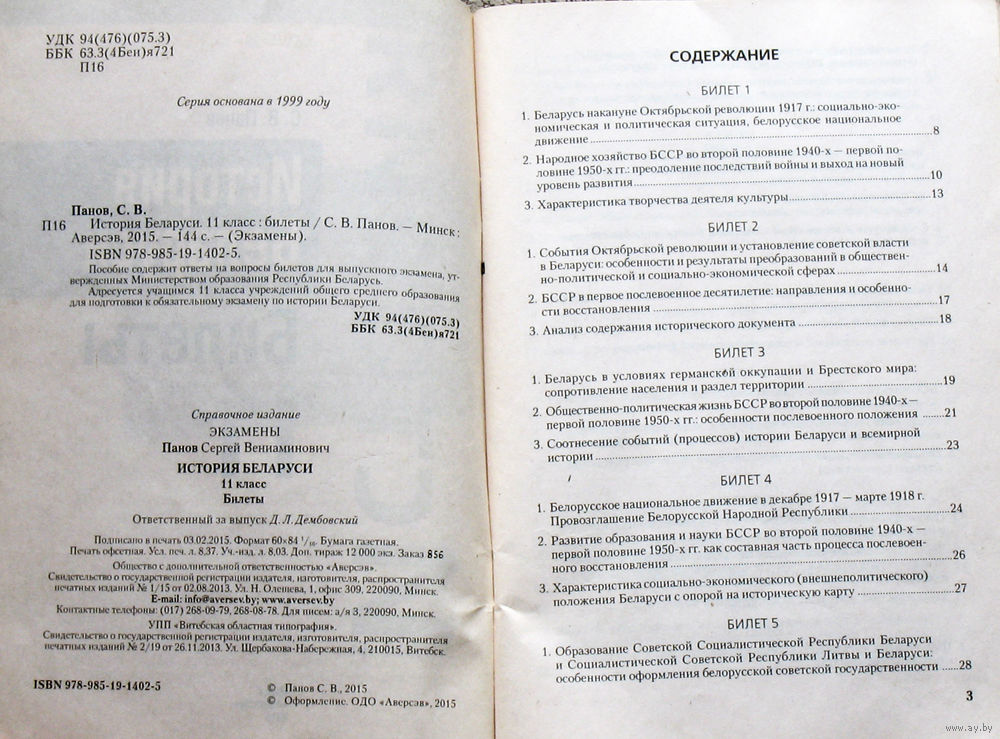 УДК 94(476)(075.3)
ББК 63.3(4Беи)я721
П16
Серия основана в 1999 году
Панов, С. В.
П16 История Беларуси. 11 класс : билеты / С. В. Панов. — Минск :
Аверсэв, 2015. — 144 с. — (Экзамены).
ISBN 978-985-19-1402-5.
Пособие содержит ответы на вопросы билетов для выпускного экзамена, ут-
вержденных Министерством образования Республики Беларусь.
Адресуется учащимся 11 класса учреждений общего среднего образования
для подготовки к обязательному экзамену по истории Беларуси.
УДК 94(476)(075.3)
ББК 63.3(4Беи)я721
Справочное издание
ЭКЗАМЕНЫ
Панов Сергей Вениаминович
ИСТОРИЯ БЕЛАРУСИ
11 класс
Билеты
Ответственный за выпуск Д. Л. Дембовский
Подписано в печать 03.02.2015. Формат 60×84 1/16. Бумага газетная.
Печать офсетная. Усл. печ. л. 8,37. Уч.-изд. л. 8,03. Доп. тираж 12 000 экз. Заказ 856
Общество с дополнительной ответственностью «Аверсэв».
Свидетельство о государственной регистрации издателя, изготовителя, распространителя
печатных изданий № 1/15 от 02.08.2013. Ул. Н. Олешева, 1, офис 309, 220090, Минск.
E-mail: info@aversev.by; www.aversev.by
Контактные телефоны: (017) 268-09-79, 268-08-78. Для писем: а/я 3, 220090, Минск.
УПП «Витебская областная типография».
Свидетельство о государственной регистрации издателя, изготовителя, распространителя
печатных изданий № 2/19 от 26.11.2013. Ул. Щербакова-Набережная, 4, 210015, Витебск.
ISBN 978-985-19-1402-5
© Панов С. В., 2015
© Оформление. ОДО «Аверсэв», 2015
СОДЕРЖАНИЕ
БИЛЕТ 1
1. Беларусь накануне Октябрьской революции 1917 г.: социально-эко-
номическая и политическая ситуация, белорусское национальное
движение ........ 8
2. Народное хозяйство БССР во второй половине 1940-х — первой по-
ловине 1950-х гг.: преодоление последствий войны и выход на новый
уровень развития ........ 10
3. Характеристика творчества деятеля культуры ........ 13
БИЛЕТ 2
1. События Октябрьской революции и установление советской власти
в Беларуси: особенности и результаты преобразований в обществен-
но-политической и социально-экономической сферах ........ 14
2. БССР в первое послевоенное десятилетие: направления и особенно-
сти восстановления ........ 17
3. Анализ содержания исторического документа ........ 18
БИЛЕТ 3
1. Беларусь в условиях германской оккупации и Брестского мира:
сопротивление населения и раздел территории ........ 19
2. Общественно-политическая жизнь БССР во второй половине 1940-х —
первой половине 1950-х гг.: особенности послевоенного положения ........ 21
3. Соотнесение событий (процессов) истории Беларуси и всемирной
истории ........ 23
БИЛЕТ 4
1. Белорусское национальное движение в декабре 1917 — марте 1918 г.
Провозглашение Белорусской Народной Республики ........ 24
2. Развитие образования и науки БССР во второй половине 1940-х —
первой половине 1950-х гг. как составная часть процесса послевоен-
ного восстановления ........ 26
3. Характеристика социально-экономического (внешнеполитического)
положения Беларуси с опорой на историческую карту ........ 27
БИЛЕТ 5
1. Образование Советской Социалистической Республики Беларуси
и Социалистической Советской Республики Литвы и Беларуси:
особенности оформления белорусской советской государственности ...... 28
3
www.ay.by